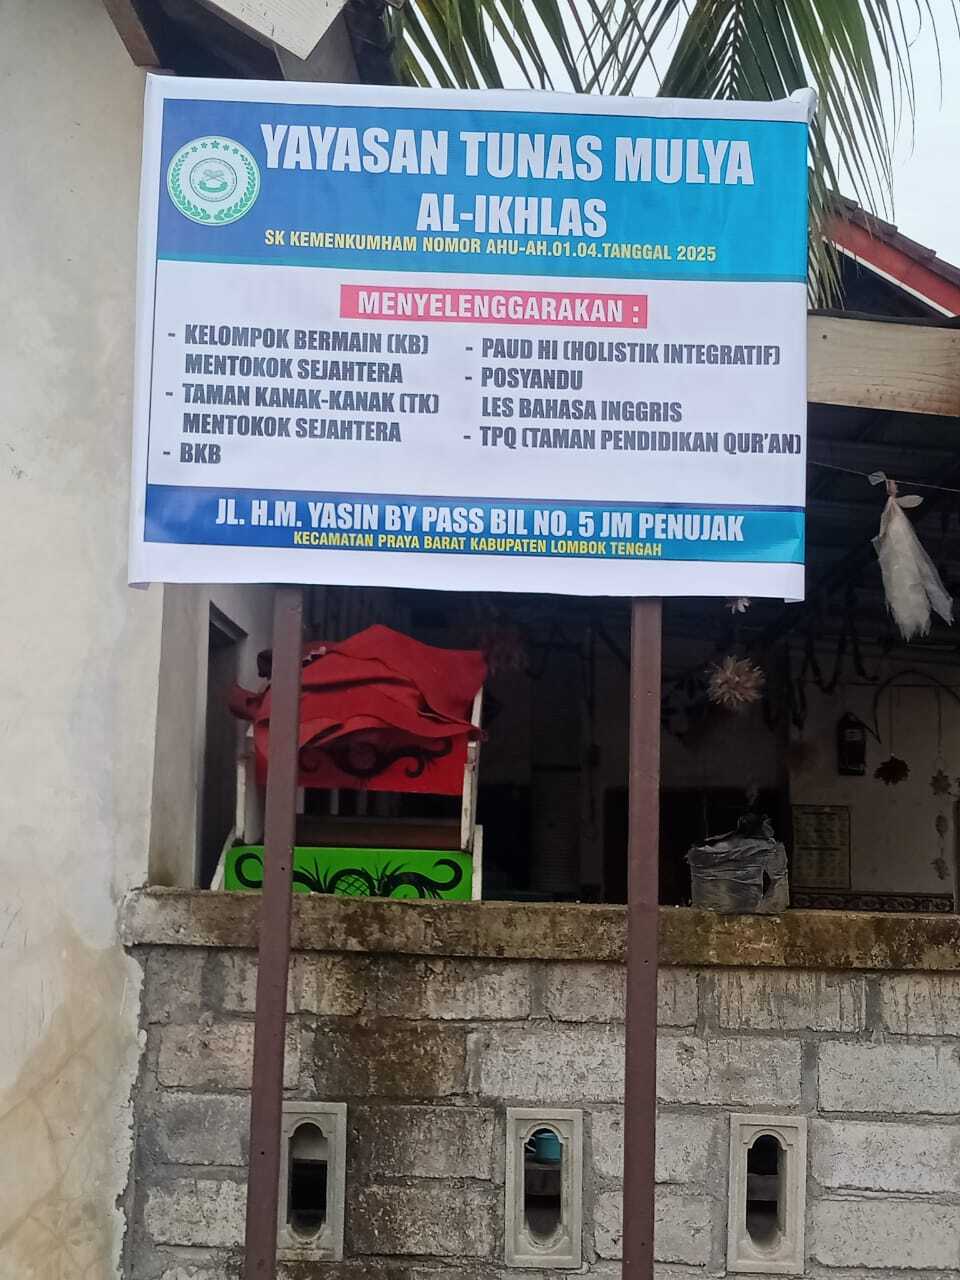 YAYASAN TUNAS MULYA
AL-IKHLAS
SK KEMENKUMHAM NOMOR AHU-AH.01.04.TANGGAL 2025
MENYELENGGARAKAN :
- KELOMPOK BERMAIN (KB)
MENTOKOK SEJAHTERA
- TAMAN KANAK-KANAK (TK)
MENTOKOK SEJAHTERA
- BKB
- PAUD HI (HOLISTIK INTEGRATIF)
- POSYANDU
LES BAHASA INGGRIS
- TPQ (TAMAN PENDIDIKAN QUR'AN)
JL. H.M. YASIN BY PASS BIL NO. 5 JM PENUJAK
KECAMATAN PRAYA BARAT KABUPATEN LOMBOK TENGAH